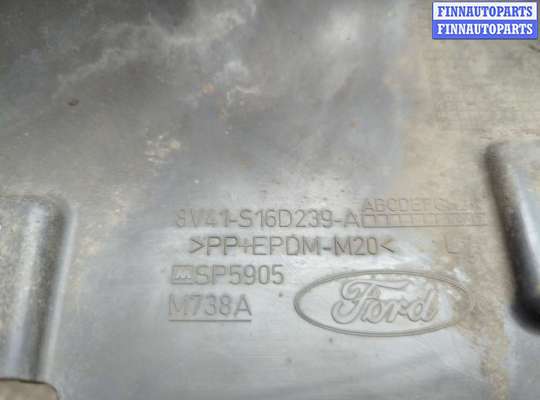 FINNAUTOPARTS
FINNAUTOPARTS
8V41-S16D239-A
>PP+EPDM-M20<
SP5905
M738A
Ford